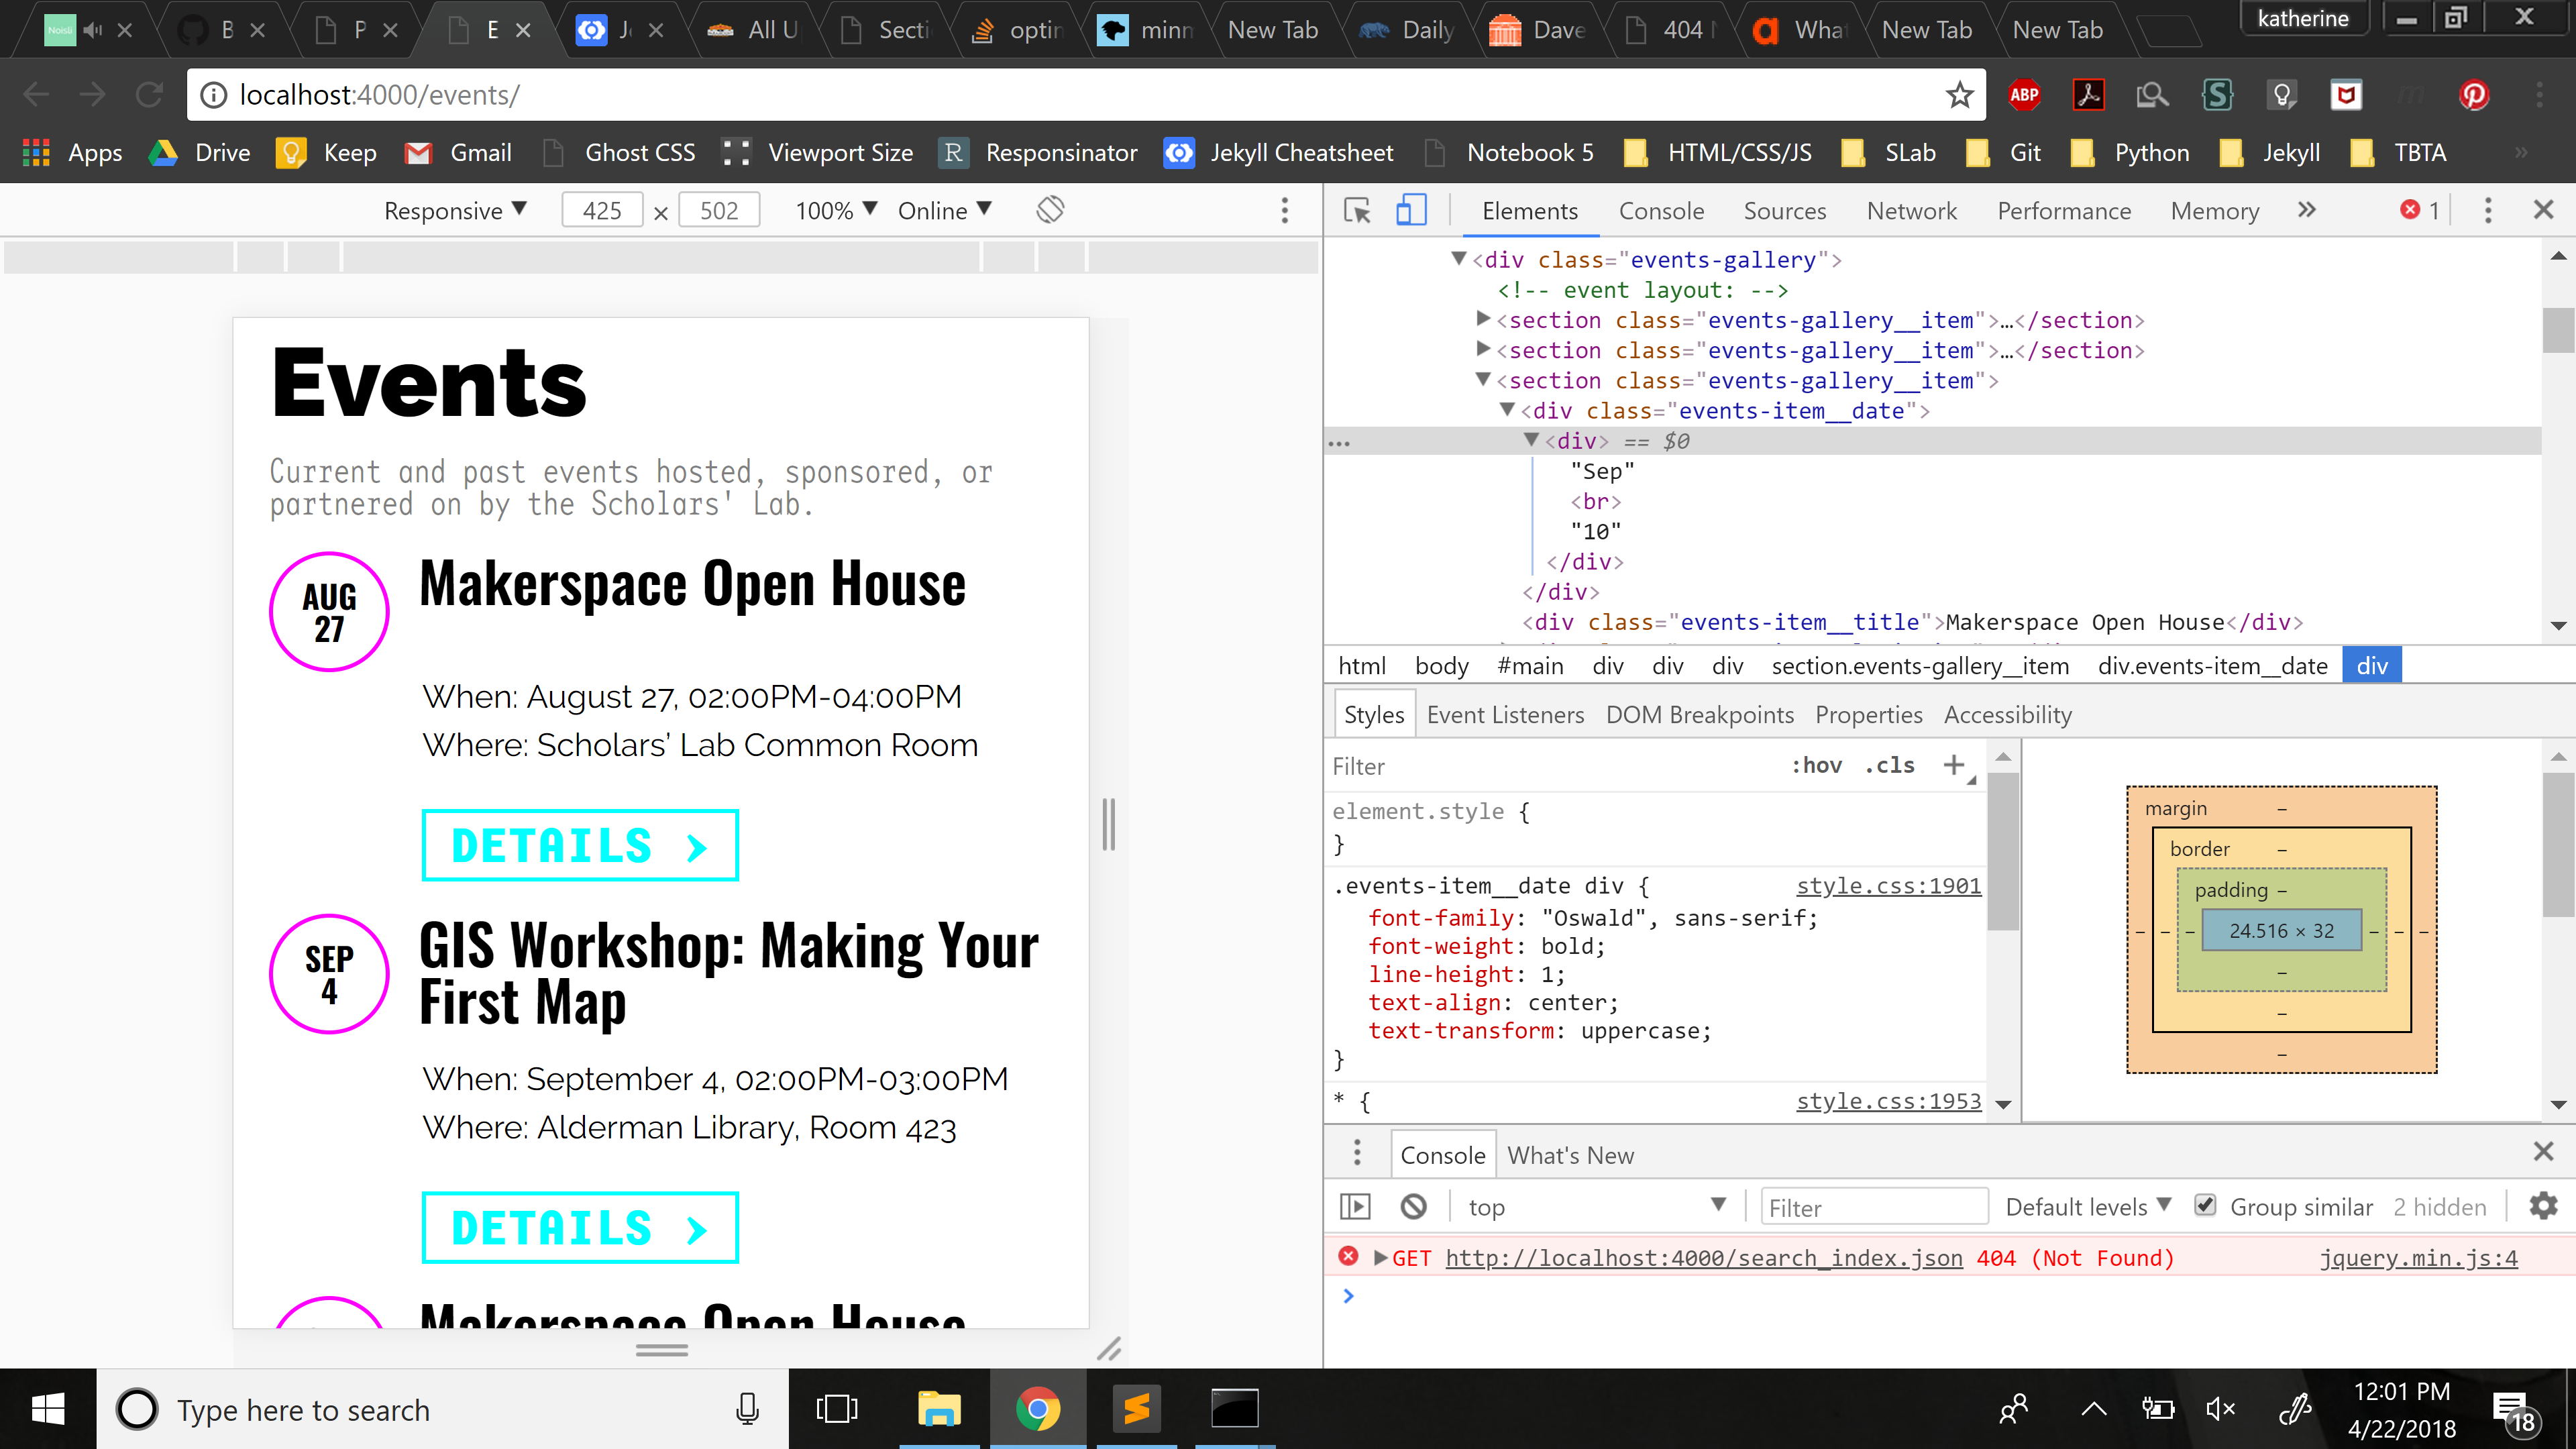 Noisli
B
P
E
J
All U
Secti
optin
minn
New Tab
Daily
Dave
404
What
New Tab
New Tab
katherine
localhost:4000/events/
ABP
Apps
Drive
Keep
Gmail
Ghost CSS
Viewport Size
R
Responsinator
Jekyll Cheatsheet
Notebook 5
HTML/CSS/JS
SLab
Git
Python
Jekyll
TBTA
»
Responsive ▼ 425 × 502 100% ▼ Online ▼
Events
Current and past events hosted, sponsored, or
partnered on by the Scholars' Lab.
AUG
27
Makerspace Open House
When: August 27, 02:00PM-04:00PM
Where: Scholars’ Lab Common Room
DETAILS >
SEP
4
GIS Workshop: Making Your
First Map
When: September 4, 02:00PM-03:00PM
Where: Alderman Library, Room 423
DETAILS >
Makerspace Open House
Elements Console Sources Network Performance Memory » 1
▼<div class="events-gallery">
<!-- event layout: -->
▶<section class="events-gallery__item">…</section>
▶<section class="events-gallery__item">…</section>
▼<section class="events-gallery__item">
▼<div class="events-item__date">
… ▼<div> == $0
"Sep"
<br>
"10"
</div>
</div>
<div class="events-item__title">Makerspace Open House</div>
html body #main div div div section.events-gallery__item div.events-item__date div
Styles Event Listeners DOM Breakpoints Properties Accessibility
Filter :hov .cls +
element.style {
}
.events-item__date div { style.css:1901
font-family: "Oswald", sans-serif;
font-weight: bold;
line-height: 1;
text-align: center;
text-transform: uppercase;
}
* { style.css:1953
margin –
border –
padding –
– – – 24.516 × 32 – – –
–
–
–
Console What's New
top ▼ Filter Default levels ▼ Group similar 2 hidden
▶GET http://localhost:4000/search_index.json 404 (Not Found) jquery.min.js:4
>
Type here to search
12:01 PM
4/22/2018
18